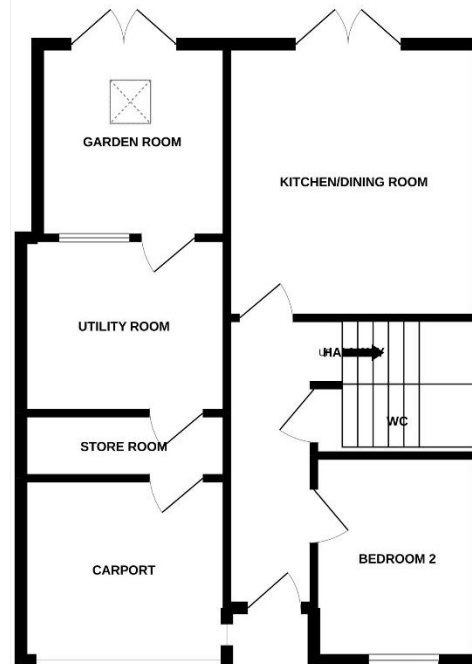 GARDEN ROOM
KITCHEN/DINING ROOM
UTILITY ROOM
STORE ROOM
WC
CARPORT
BEDROOM 2